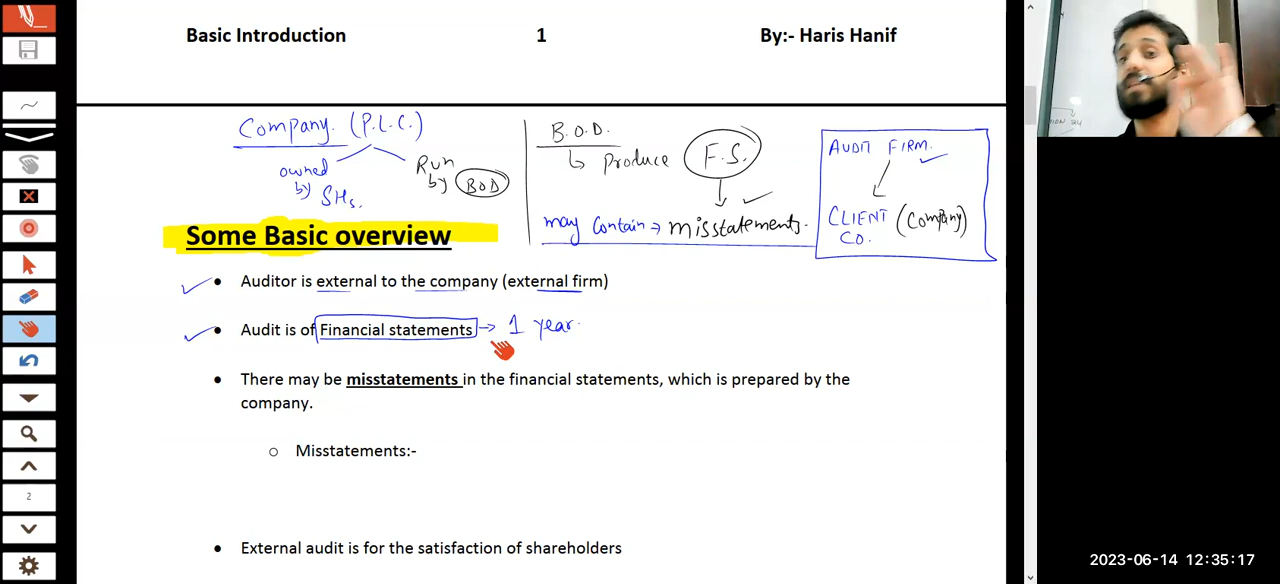 Basic Introduction 1 By:- Haris Hanif
Company (P.L.C.)
owned by SHs.
Run by BOD
B.O.D.
↳ Produce F.S.
may contain → misstatements.
AUDIT FIRM.
CLIENT CO. (Company)
Some Basic overview
• Auditor is external to the company (external firm)
• Audit is of Financial statements → 1 year.
• There may be misstatements in the financial statements, which is prepared by the
company.
o Misstatements:-
• External audit is for the satisfaction of shareholders
2
2023-06-14 12:35:17